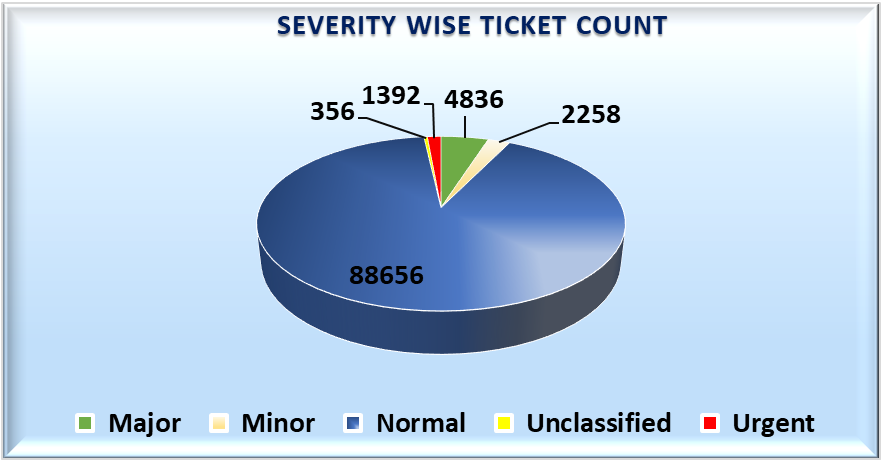 SEVERITY WISE TICKET COUNT
1392 4836
356 2258
88656
Major Minor Normal Unclassified Urgent